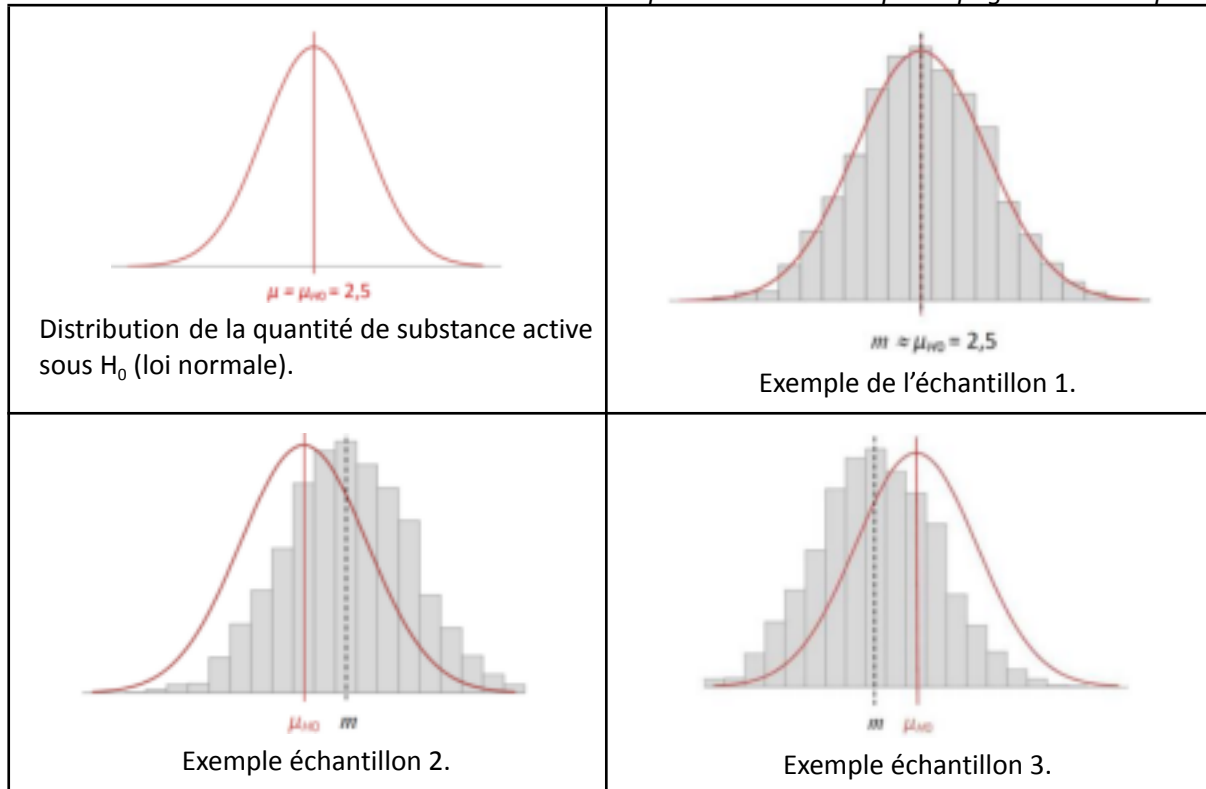 μ = μH0 = 2,5
Distribution de la quantité de substance active
sous H₀ (loi normale).
m ≈ μH0 = 2,5
Exemple de l’échantillon 1.
μH0 m
Exemple échantillon 2.
m μH0
Exemple échantillon 3.